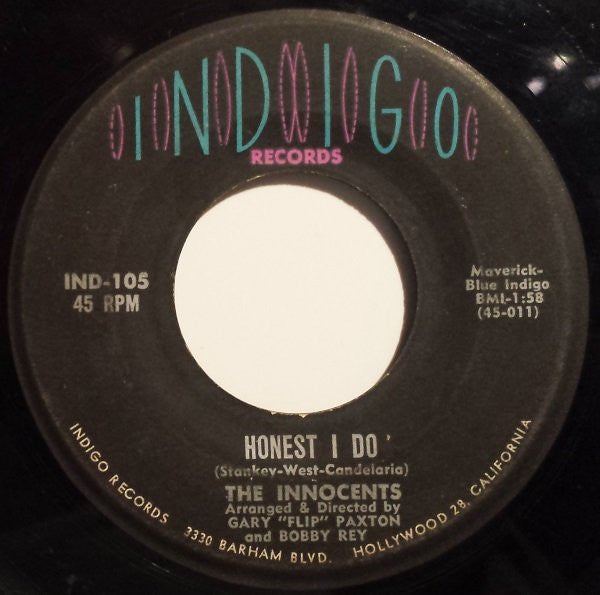 INDIGO
RECORDS
IND-105
45 RPM
Maverick-
Blue Indigo
BMI-1:58
(45-011)
HONEST I DO
(Stankey-West-Candelaria)
THE INNOCENTS
Arranged & Directed by
GARY "FLIP" PAXTON
and BOBBY REY
INDIGO RECORDS 3330 BARHAM BLVD. HOLLYWOOD 28, CALIFORNIA